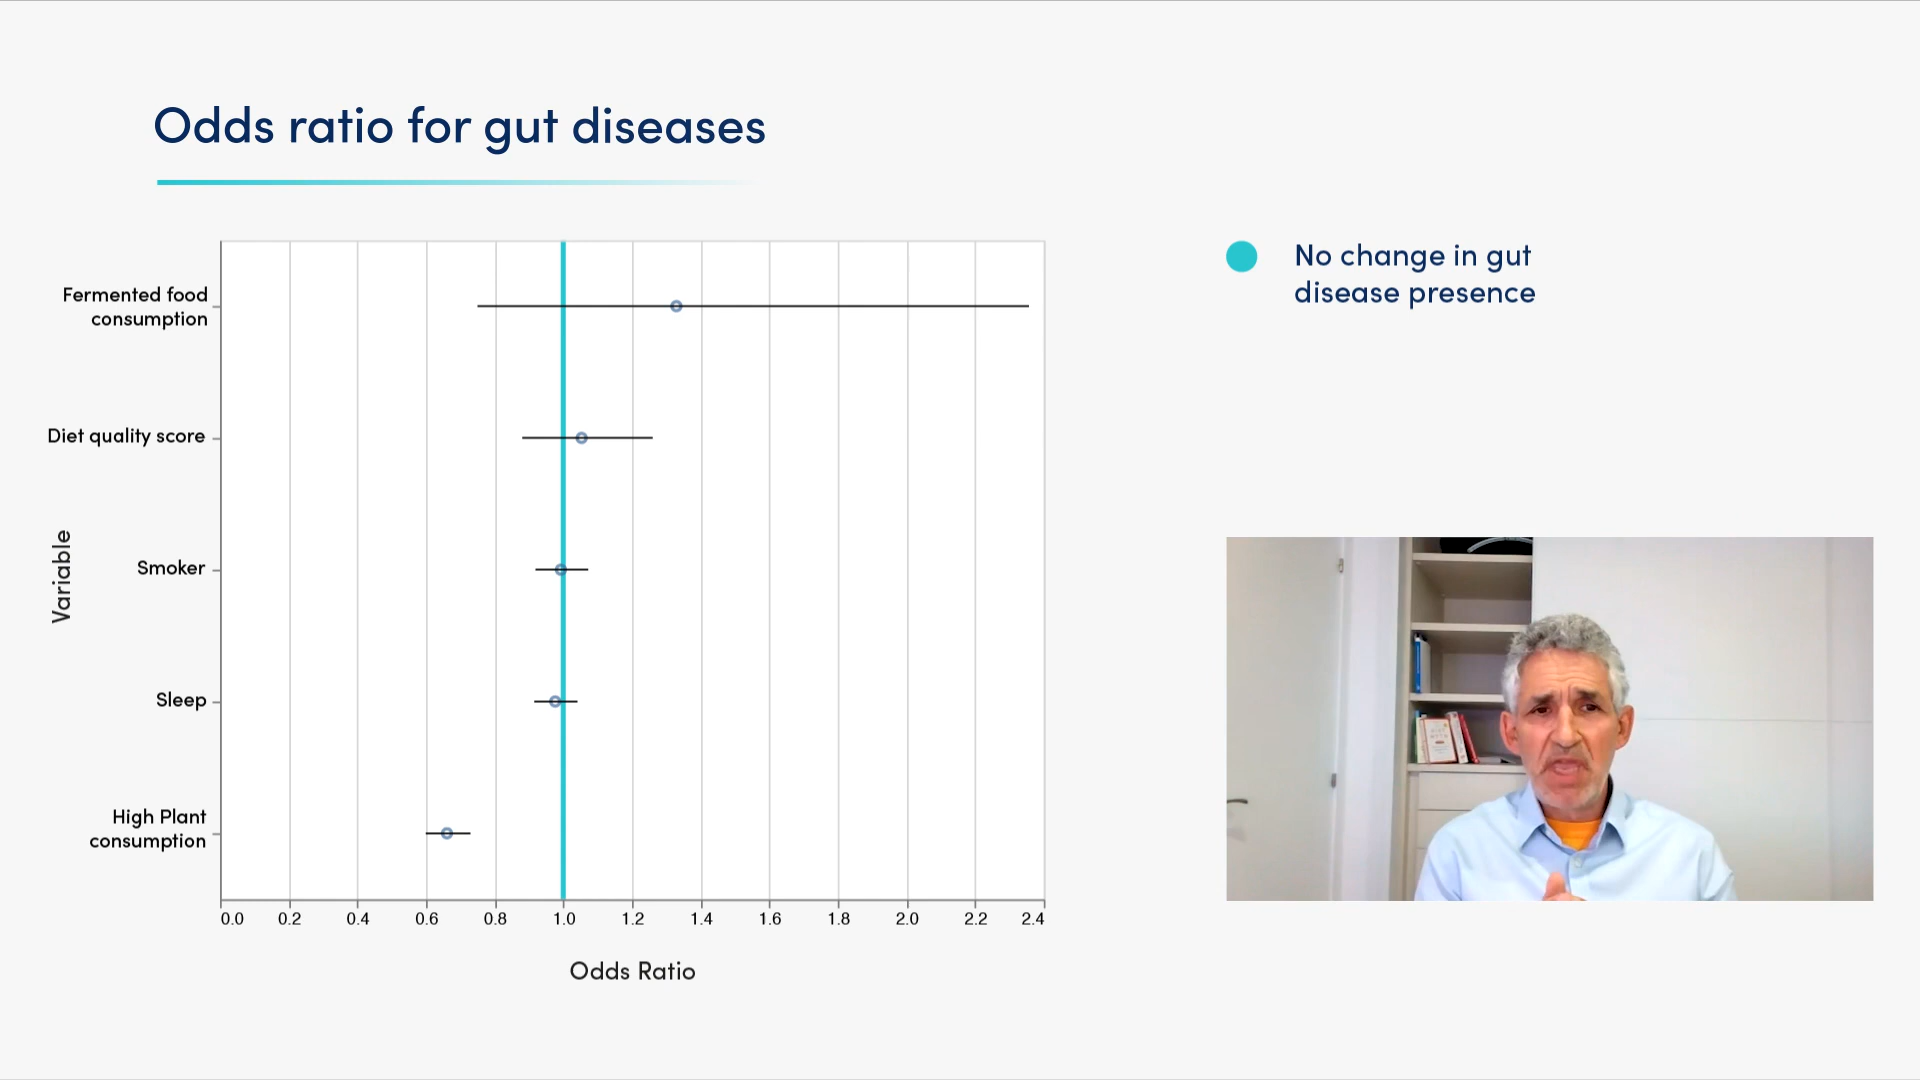 Odds ratio for gut diseases
Fermented food
consumption
Diet quality score
Smoker
Sleep
High Plant
consumption
Variable
0.0 0.2 0.4 0.6 0.8 1.0 1.2 1.4 1.6 1.8 2.0 2.2 2.4
Odds Ratio
No change in gut
disease presence